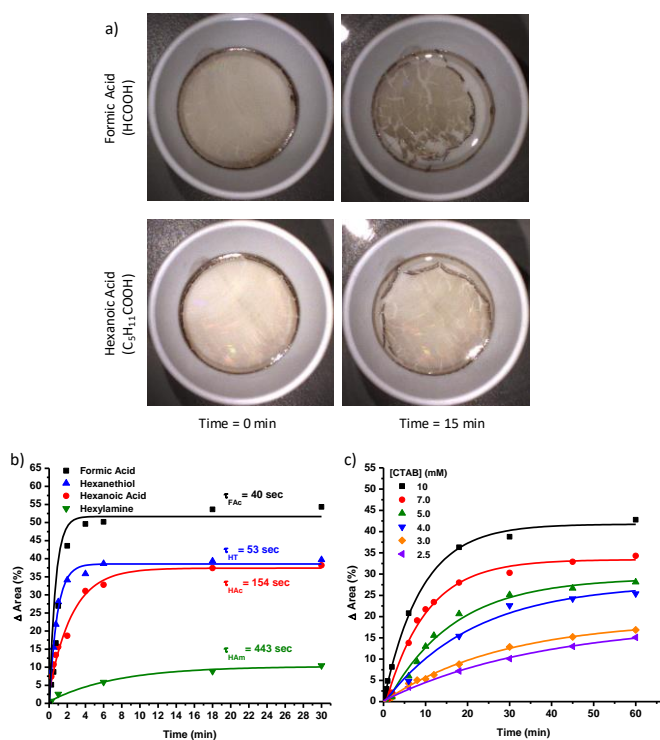 a)
Formic Acid
(HCOOH)
Hexanoic Acid
(C₅H₁₁COOH)
Time = 0 min
Time = 15 min
b)
65
60
55
50
45
40
35
30
25
20
15
10
5
0
Δ Area (%)
Formic Acid
Hexanethiol
Hexanoic Acid
Hexylamine
τFAc = 40 sec
τHT = 53 sec
τHAc = 154 sec
τHAm = 443 sec
0 2 4 6 8 10 12 14 16 18 20 22 24 26 28 30
Time (min)
c)
55
50
45
40
35
30
25
20
15
10
5
0
Δ Area (%)
[CTAB] (mM)
10
7.0
5.0
4.0
3.0
2.5
0 10 20 30 40 50 60
Time (min)